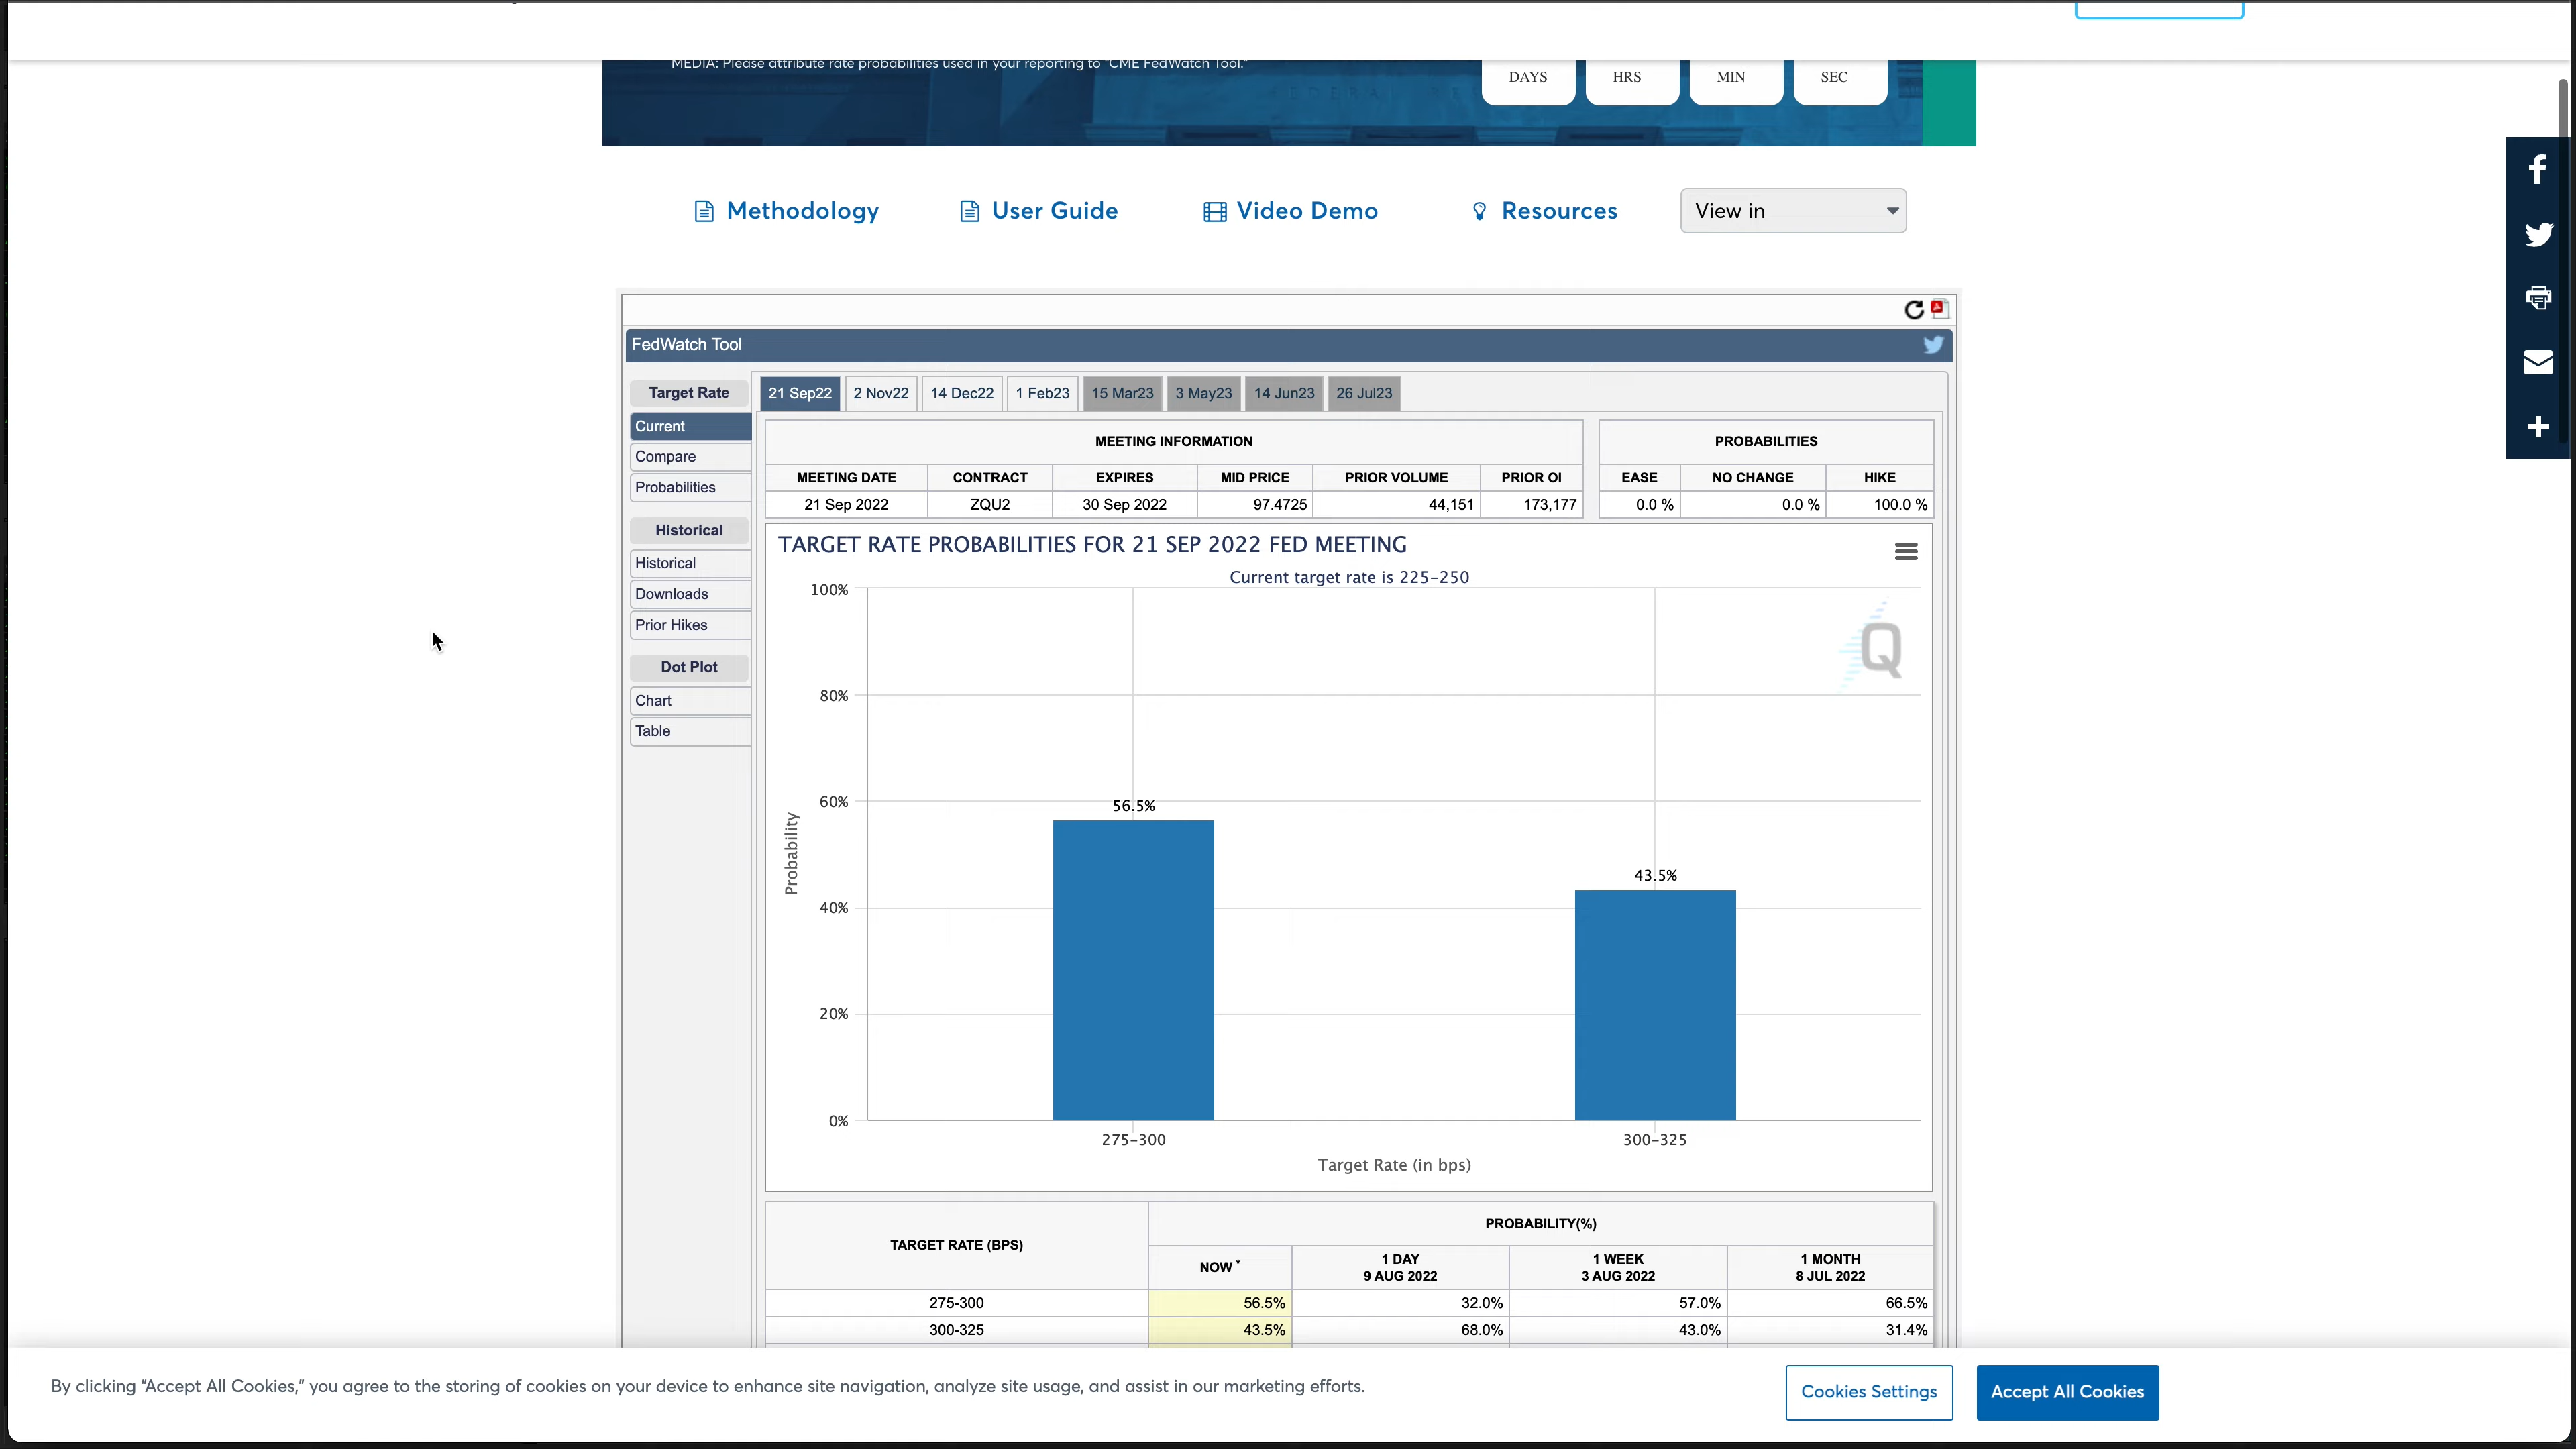 MEDIA: Please attribute rate probabilities used in your reporting to "CME FedWatch Tool."
DAYS HRS MIN SEC
Methodology User Guide Video Demo Resources View in
FedWatch Tool
Target Rate
Current
Compare
Probabilities
Historical
Historical
Downloads
Prior Hikes
Dot Plot
Chart
Table
21 Sep22 2 Nov22 14 Dec22 1 Feb23 15 Mar23 3 May23 14 Jun23 26 Jul23
MEETING INFORMATION
MEETING DATE CONTRACT EXPIRES MID PRICE PRIOR VOLUME PRIOR OI
21 Sep 2022 ZQU2 30 Sep 2022 97.4725 44,151 173,177
PROBABILITIES
EASE NO CHANGE HIKE
0.0 % 0.0 % 100.0 %
TARGET RATE PROBABILITIES FOR 21 SEP 2022 FED MEETING
Current target rate is 225–250
Q
Probability
100%
80%
60%
40%
20%
0%
56.5%
43.5%
275–300 300–325
Target Rate (in bps)
TARGET RATE (BPS)
PROBABILITY(%)
NOW *
1 DAY
9 AUG 2022
1 WEEK
3 AUG 2022
1 MONTH
8 JUL 2022
275-300 56.5% 32.0% 57.0% 66.5%
300-325 43.5% 68.0% 43.0% 31.4%
By clicking “Accept All Cookies,” you agree to the storing of cookies on your device to enhance site navigation, analyze site usage, and assist in our marketing efforts.
Cookies Settings
Accept All Cookies